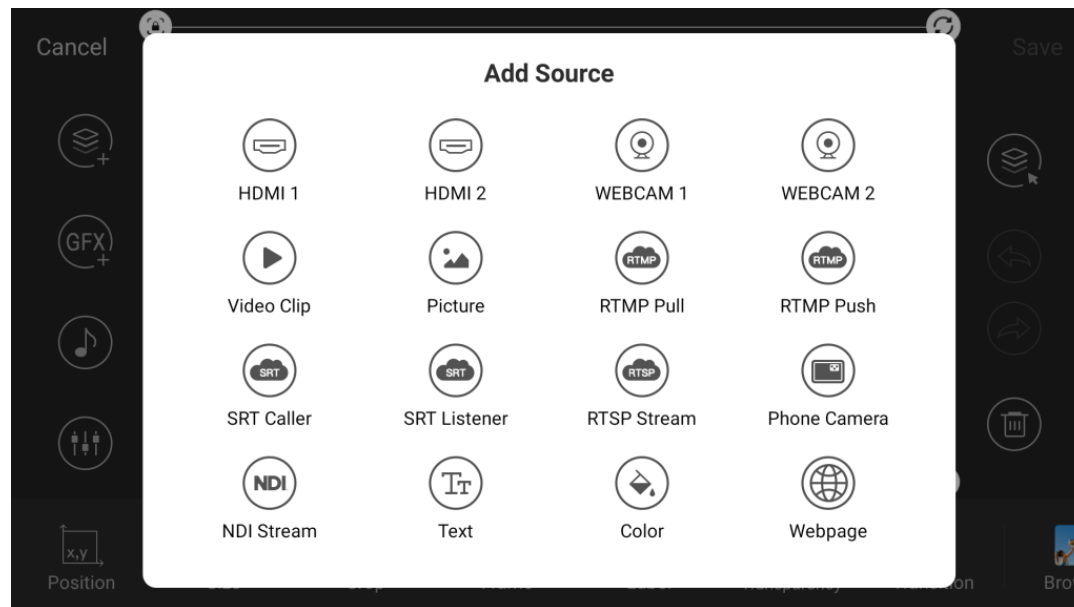 Cancel
Save
Add Source
HDMI 1
HDMI 2
WEBCAM 1
WEBCAM 2
GFX
RTMP
RTMP
Video Clip
Picture
RTMP Pull
RTMP Push
SRT
SRT
RTSP
SRT Caller
SRT Listener
RTSP Stream
Phone Camera
NDI
TT
NDI Stream
Text
Color
Webpage
x,y
Position